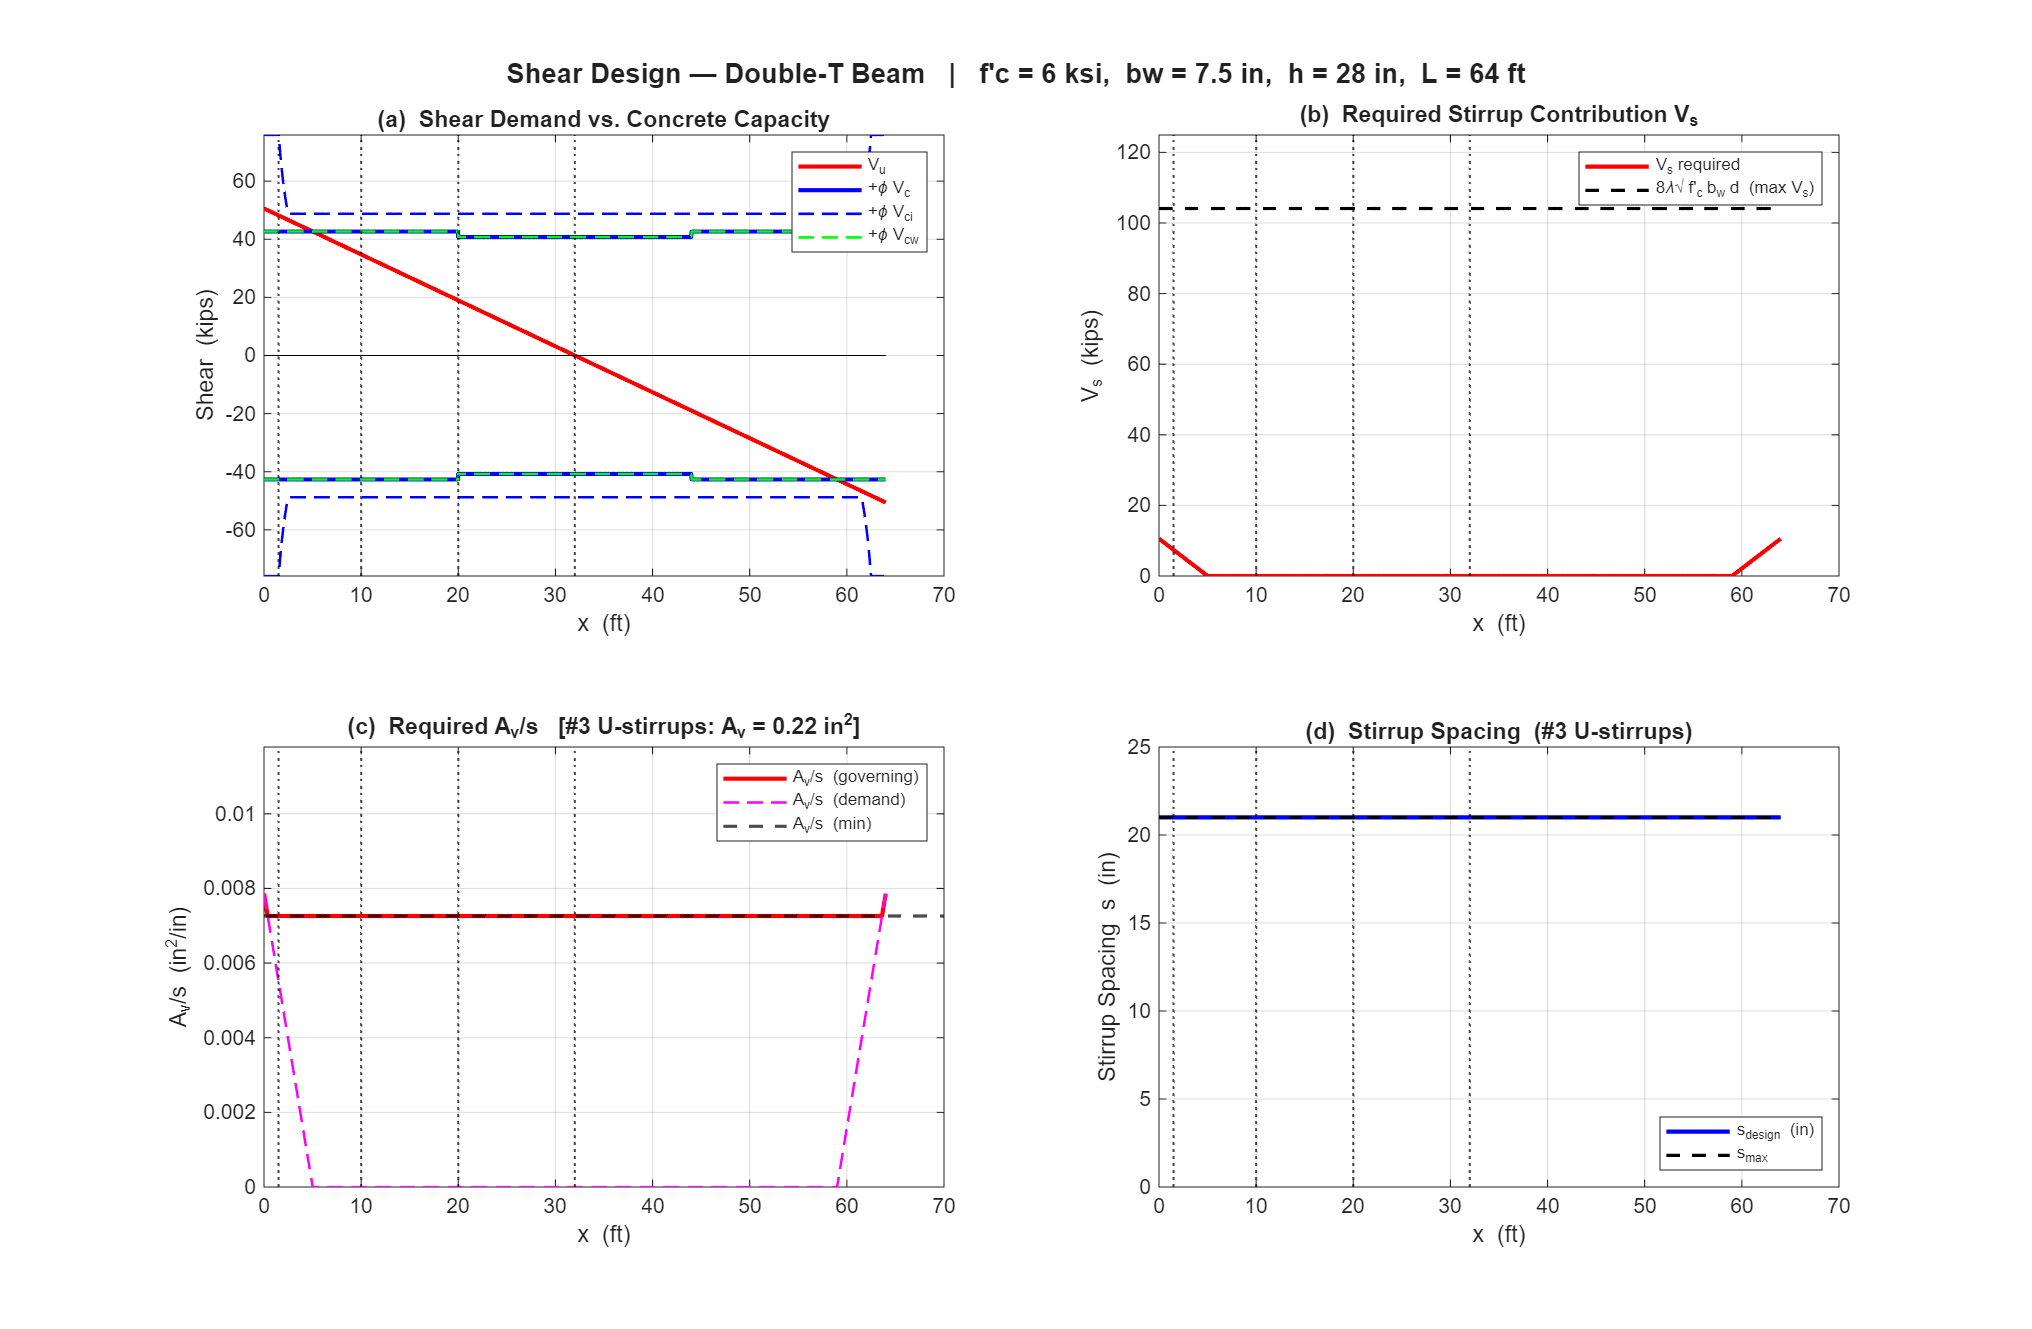 Shear Design — Double-T Beam | f'c = 6 ksi, bw = 7.5 in, h = 28 in, L = 64 ft
(a) Shear Demand vs. Concrete Capacity
Shear (kips)
60
40
20
0
-20
-40
-60
0 10 20 30 40 50 60 70
x (ft)
Vu
+ϕ Vc
+ϕ Vci
+ϕ Vcw
(b) Required Stirrup Contribution Vs
Vs (kips)
120
100
80
60
40
20
0
0 10 20 30 40 50 60 70
x (ft)
Vs required
8λ√ f'c bw d (max Vs)
(c) Required Av/s [#3 U-stirrups: Av = 0.22 in²]
Av/s (in²/in)
0.01
0.008
0.006
0.004
0.002
0
0 10 20 30 40 50 60 70
x (ft)
Av/s (governing)
Av/s (demand)
Av/s (min)
(d) Stirrup Spacing (#3 U-stirrups)
Stirrup Spacing s (in)
25
20
15
10
5
0
0 10 20 30 40 50 60 70
x (ft)
sdesign (in)
smax